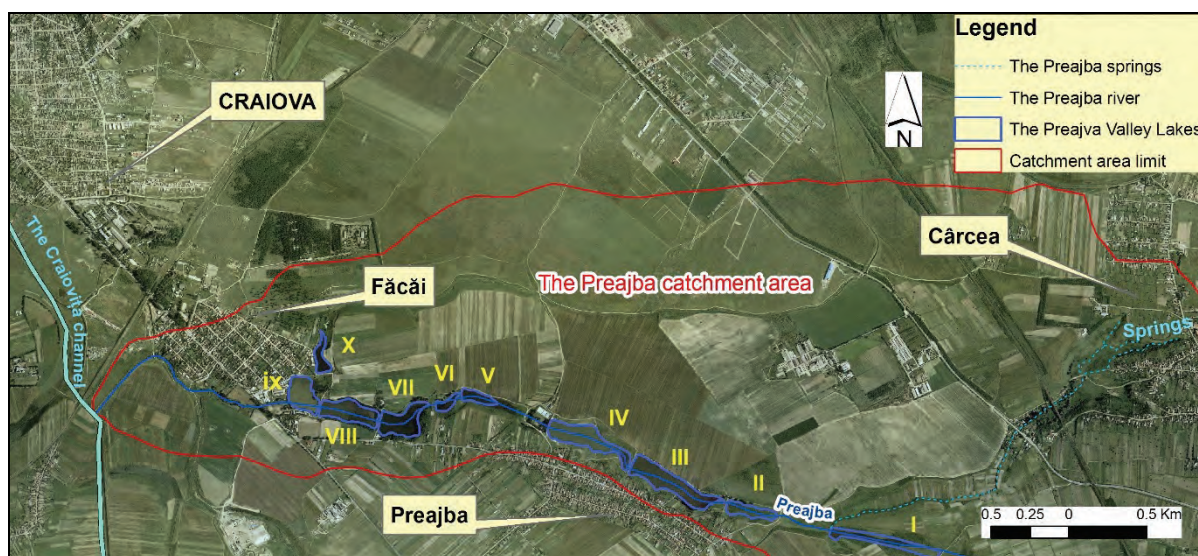 Legend
The Preajba springs
The Preajba river
The Preajva Valley Lakes
Catchment area limit
N
CRAIOVA
The Craioviţa channel
Făcăi
Cârcea
The Preajba catchment area
Springs
X
ix
VIII
VII
VI
V
IV
III
II
I
Preajba
Preajba
0.5 0.25 0 0.5 Km